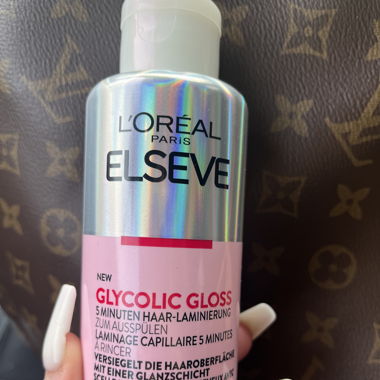 L'ORÉAL
PARIS
ELSEVE
NEW
GLYCOLIC GLOSS
5 MINUTEN HAAR-LAMINIERUNG
ZUM AUSSPÜLEN
LAMINAGE CAPILLAIRE 5 MINUTES
À RINCER
VERSIEGELT DIE HAAROBERFLÄCHE
MIT EINER GLANZSCHICHT